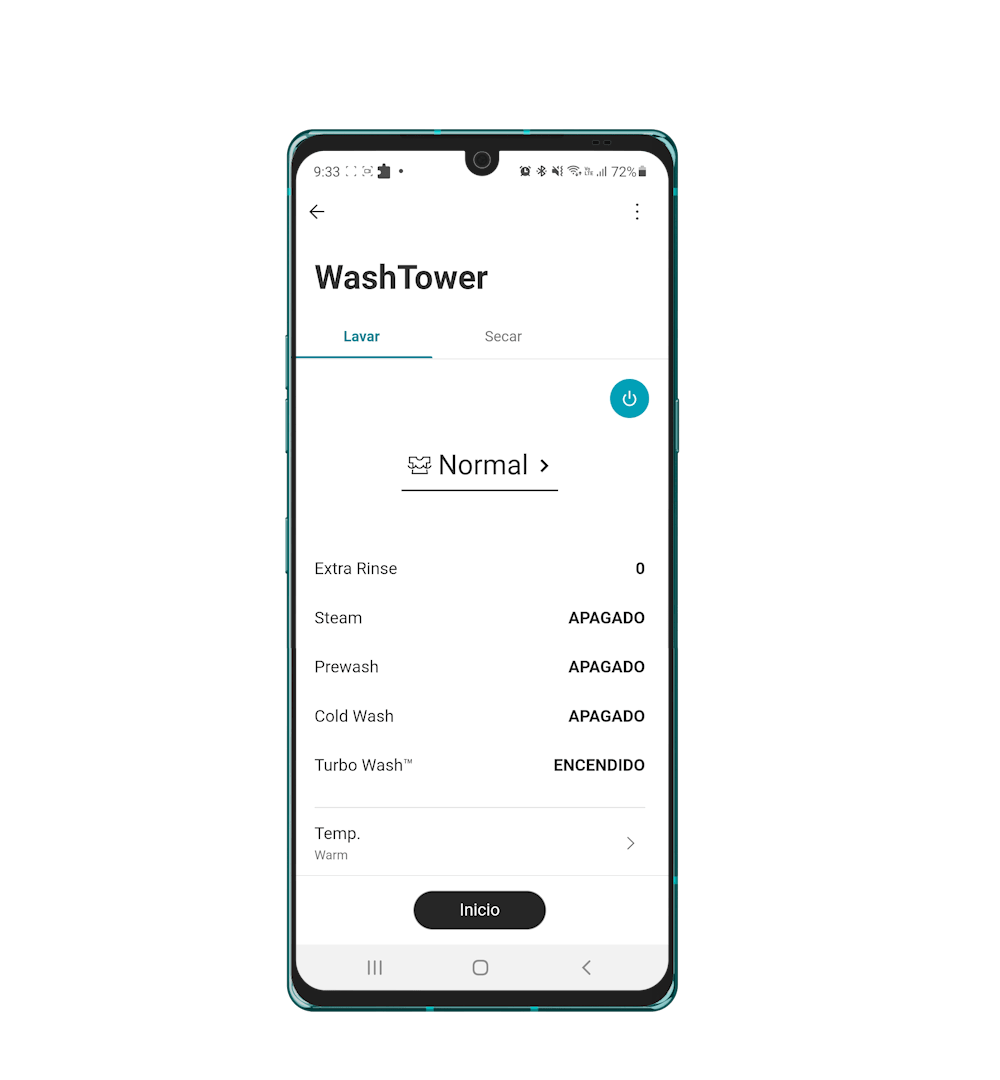 9:33 72%
WashTower
Lavar Secar
Normal
Extra Rinse 0
Steam APAGADO
Prewash APAGADO
Cold Wash APAGADO
Turbo Wash™ ENCENDIDO
Temp.
Warm
Inicio